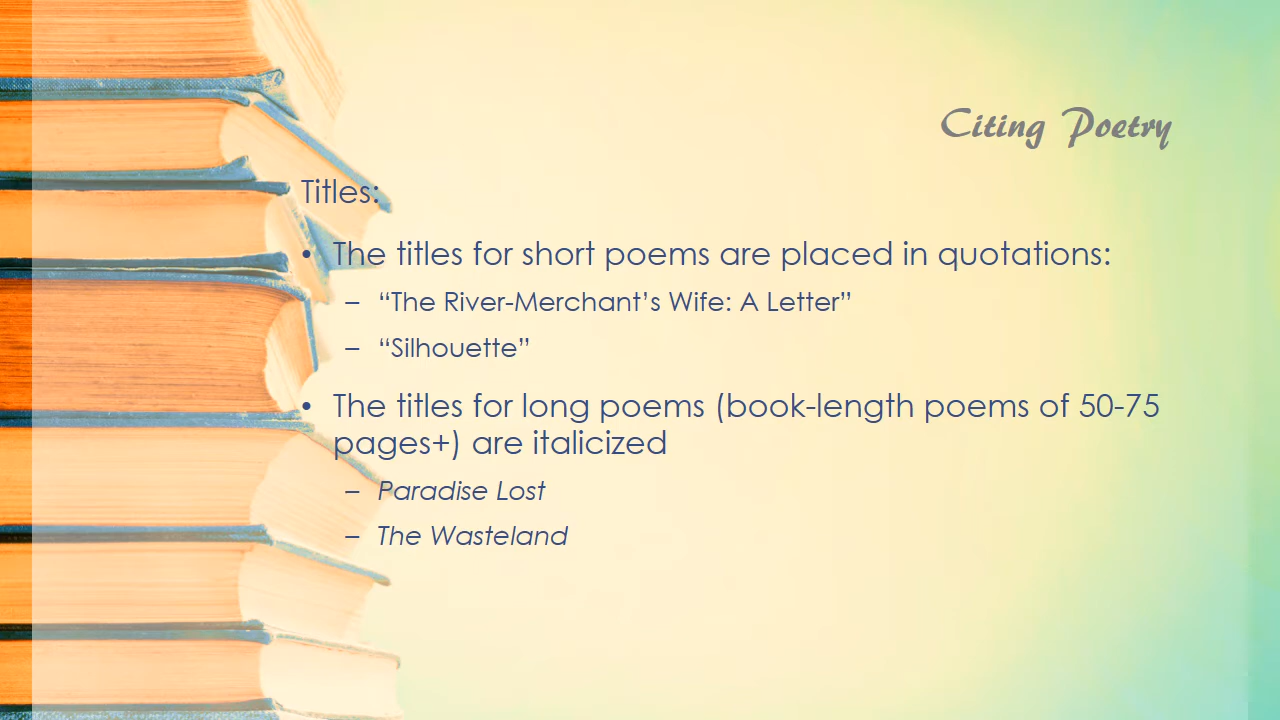 Citing Poetry
Titles:
• The titles for short poems are placed in quotations:
– “The River-Merchant’s Wife: A Letter”
– “Silhouette”
• The titles for long poems (book-length poems of 50-75
pages+) are italicized
– Paradise Lost
– The Wasteland